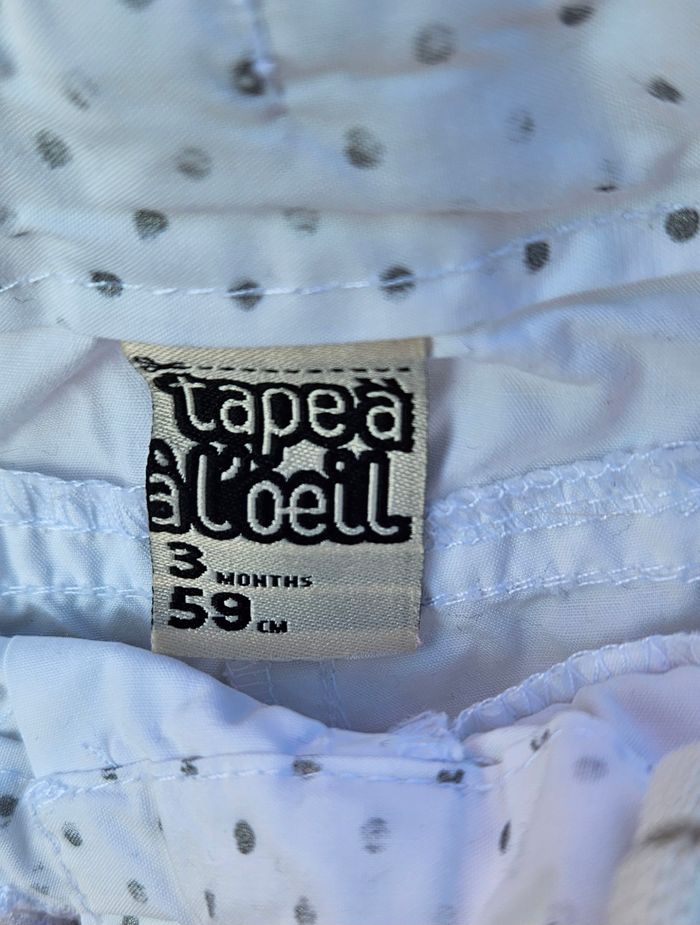 tape à
à l'oeil
3 MONTHS
59 CM